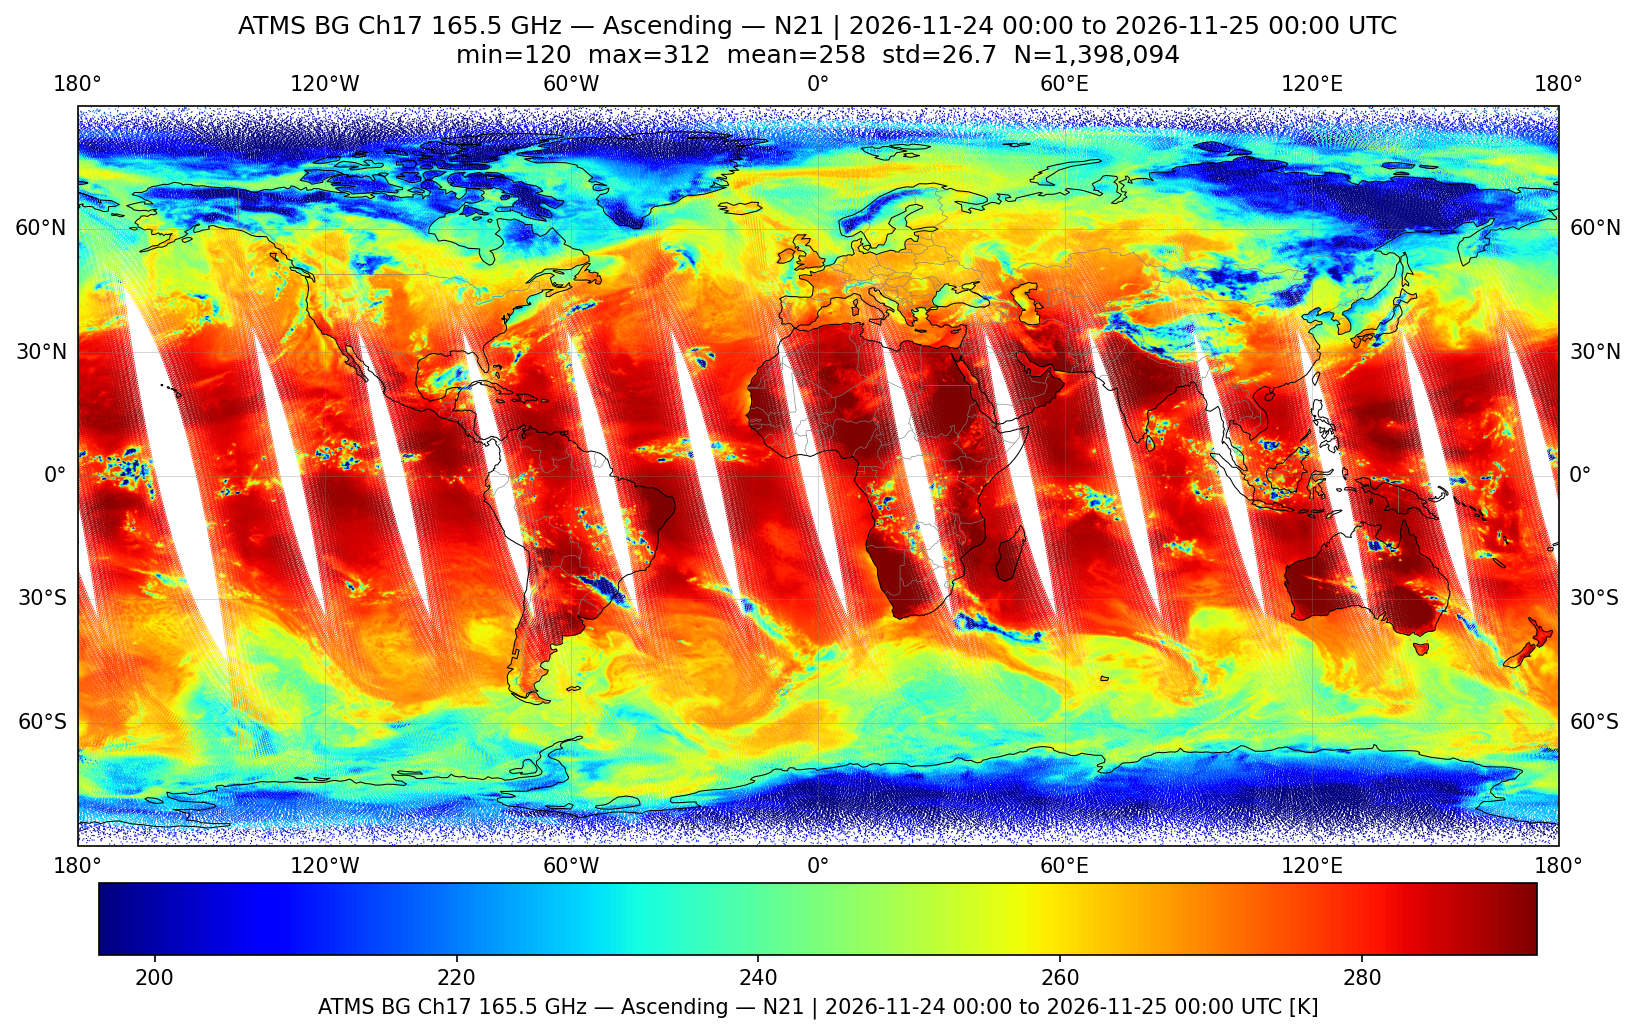 ATMS BG Ch17 165.5 GHz — Ascending — N21 | 2026-11-24 00:00 to 2026-11-25 00:00 UTC
min=120 max=312 mean=258 std=26.7 N=1,398,094
180° 120°W 60°W 0° 60°E 120°E 180°
60°N 60°N
30°N 30°N
0° 0°
30°S 30°S
60°S 60°S
180° 120°W 60°W 0° 60°E 120°E 180°
200 220 240 260 280
ATMS BG Ch17 165.5 GHz — Ascending — N21 | 2026-11-24 00:00 to 2026-11-25 00:00 UTC [K]